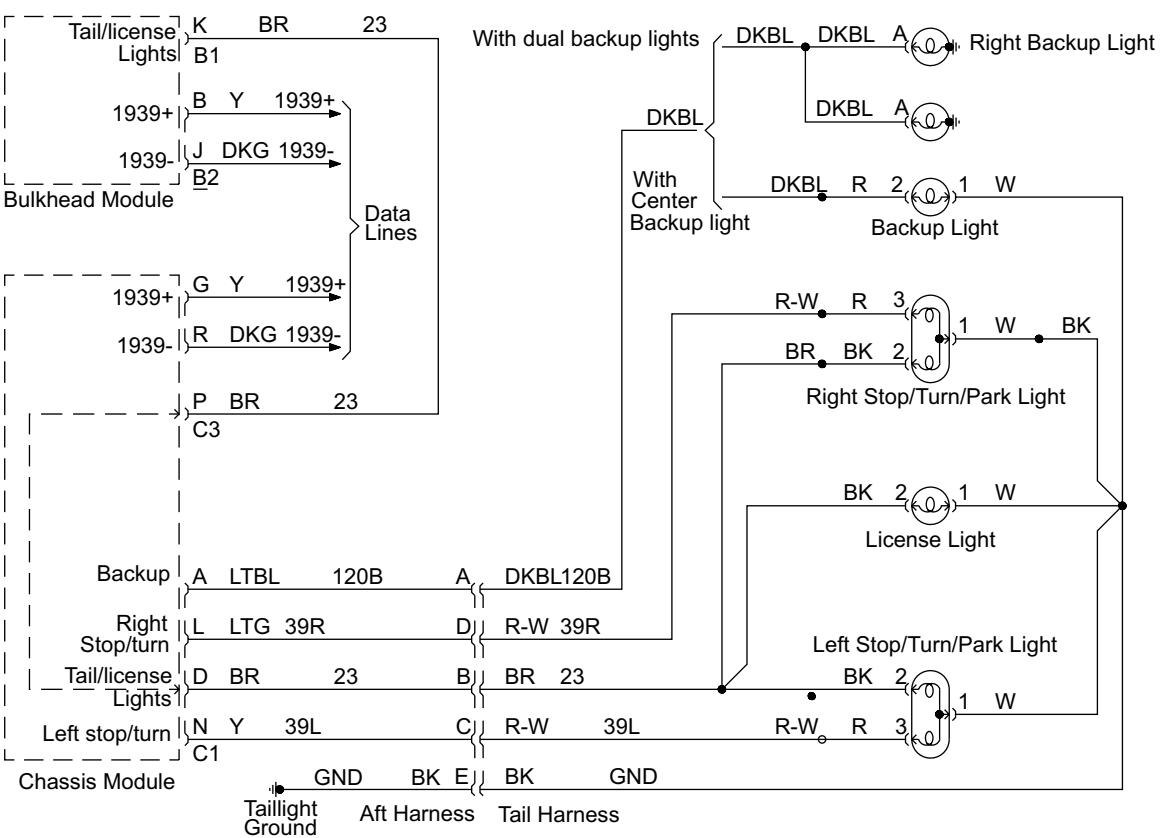 Tail/license
Lights
K BR 23
B1
1939+ B Y 1939+
1939- J DKG 1939-
B2
Bulkhead Module
Data
Lines
1939+ G Y 1939+
1939- R DKG 1939-
P BR 23
C3
Backup A LTBL 120B A DKBL120B
Right
Stop/turn
L LTG 39R D R-W 39R
Tail/license
Lights
D BR 23 B BR 23
Left stop/turn N Y 39L C R-W 39L
C1
Chassis Module
GND BK E BK GND
Taillight
Ground
Aft Harness
Tail Harness
With dual backup lights
DKBL DKBL A Right Backup Light
DKBL A
DKBL
With
Center
Backup light
DKBL R 2 1 W
Backup Light
R-W R 3
1 W BK
BR BK 2
Right Stop/Turn/Park Light
BK 2 1 W
License Light
Left Stop/Turn/Park Light
BK 2
1 W
R-W R 3